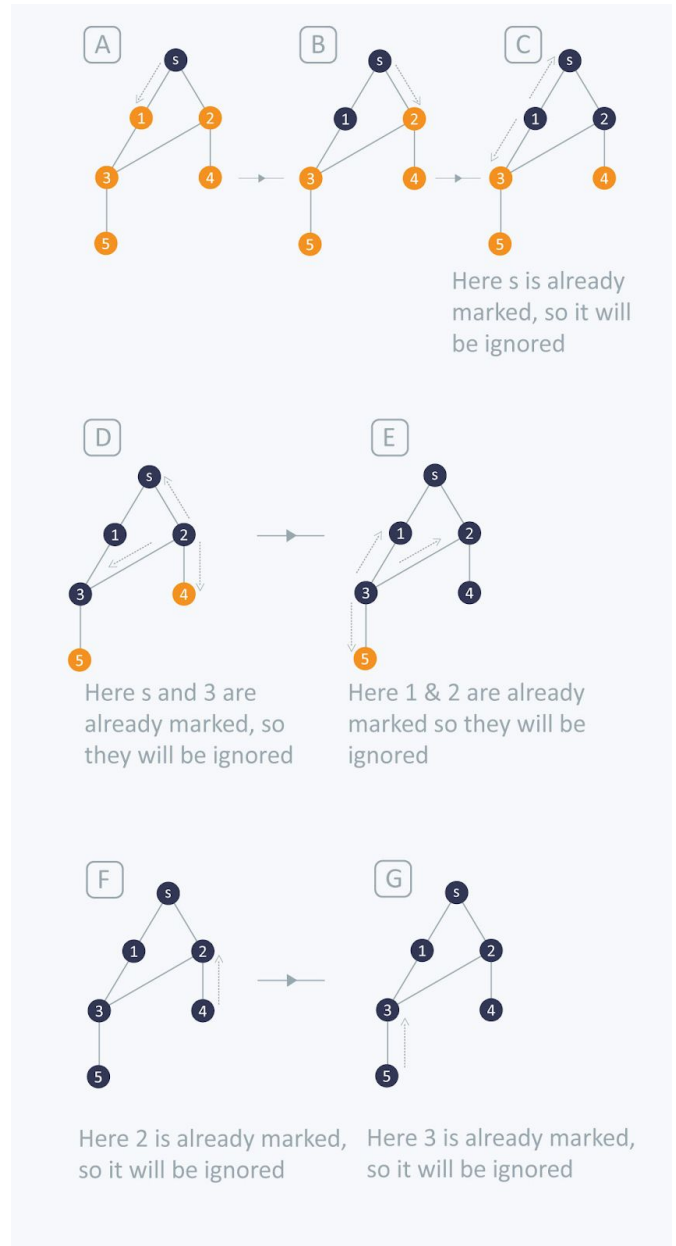 A
B
C
s
s
s
1
2
1
2
1
2
3
4
3
4
3
4
5
5
5
Here s is already
marked, so it will
be ignored
D
E
s
s
1
2
1
2
3
4
3
4
5
5
Here s and 3 are
already marked, so
they will be ignored
Here 1 & 2 are already
marked so they will be
ignored
F
G
s
s
1
2
1
2
3
4
3
4
5
5
Here 2 is already marked,
so it will be ignored
Here 3 is already marked,
so it will be ignored